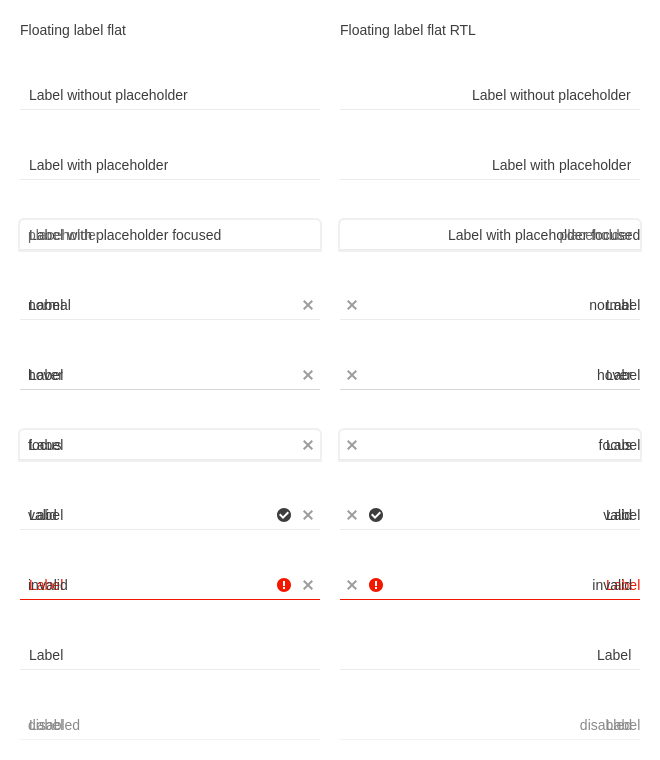 Floating label flat
Floating label flat RTL
Label without placeholder
Label without placeholder
Label with placeholder
Label with placeholder
Label with placeholder focused
placeholder
Label with placeholder focused
placeholder
Label
normal
normal
Label
Label
hover
hover
Label
Label
focus
focus
Label
Label
valid
valid
Label
Label
invalid
invalid
Label
Label
Label
Label
disabled
disabled
Label